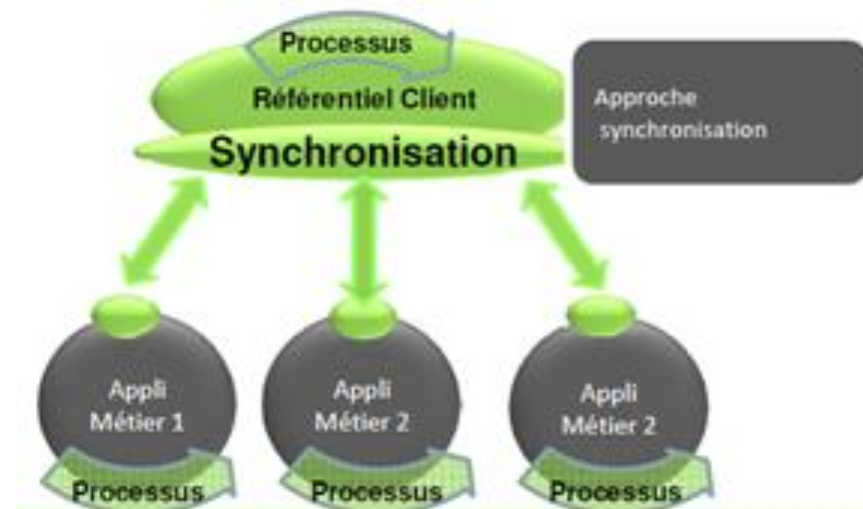 Processus
Référentiel Client
Synchronisation
Approche
synchronisation
Appli
Métier 1
Appli
Métier 2
Appli
Métier 2
Processus
Processus
Processus